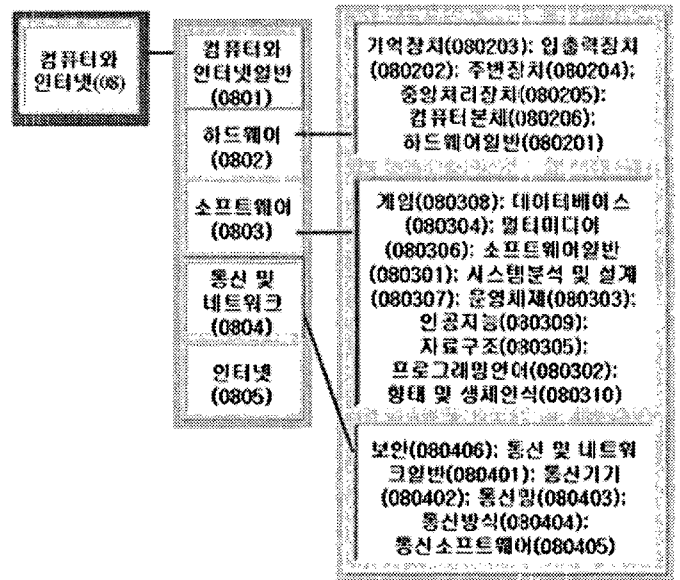 컴퓨터와
인터넷(08)
컴퓨터와
인터넷일반
(0801)
하드웨어
(0802)
소프트웨어
(0803)
통신 및
네트워크
(0804)
인터넷
(0805)
기억장치(080203): 입출력장치
(080202): 주변장치(080204):
중앙처리장치(080205):
컴퓨터본체(080206):
하드웨어일반(080201)
게임(080308): 데이터베이스
(080304): 멀티미디어
(080306): 소프트웨어일반
(080301): 시스템분석 및 설계
(080307): 운영체제(080303):
인공지능(080309):
자료구조(080305):
프로그래밍언어(080302):
형태 및 생체인식(080310)
보안(080406): 통신 및 네트워
크일반(080401): 통신기기
(080402): 통신망(080403):
통신방식(080404):
통신소프트웨어(080405)